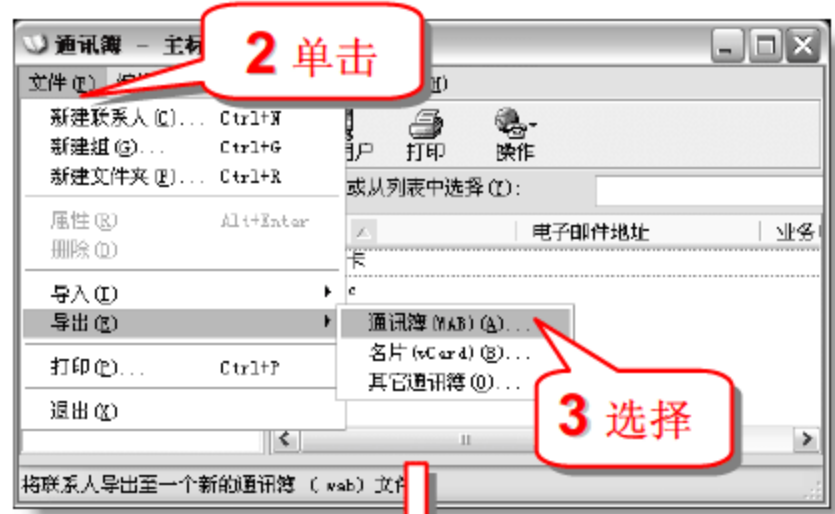 通讯簿 - 主标
2 单击
文件(F)
新建联系人(C)... Ctrl+N
新建组(G)... Ctrl+G
新建文件夹(F)... Ctrl+R
属性(R) Alt+Enter
删除(D)
导入(I)
导出(E)
打印(P)... Ctrl+P
退出(X)
户 打印 操作
或从列表中选择(Y):
电子邮件地址 业务
卡
通讯簿(WAB)(A)...
名片(vCard)(B)...
其它通讯簿(O)...
3 选择
将联系人导出至一个新的通讯簿 (wab) 文件